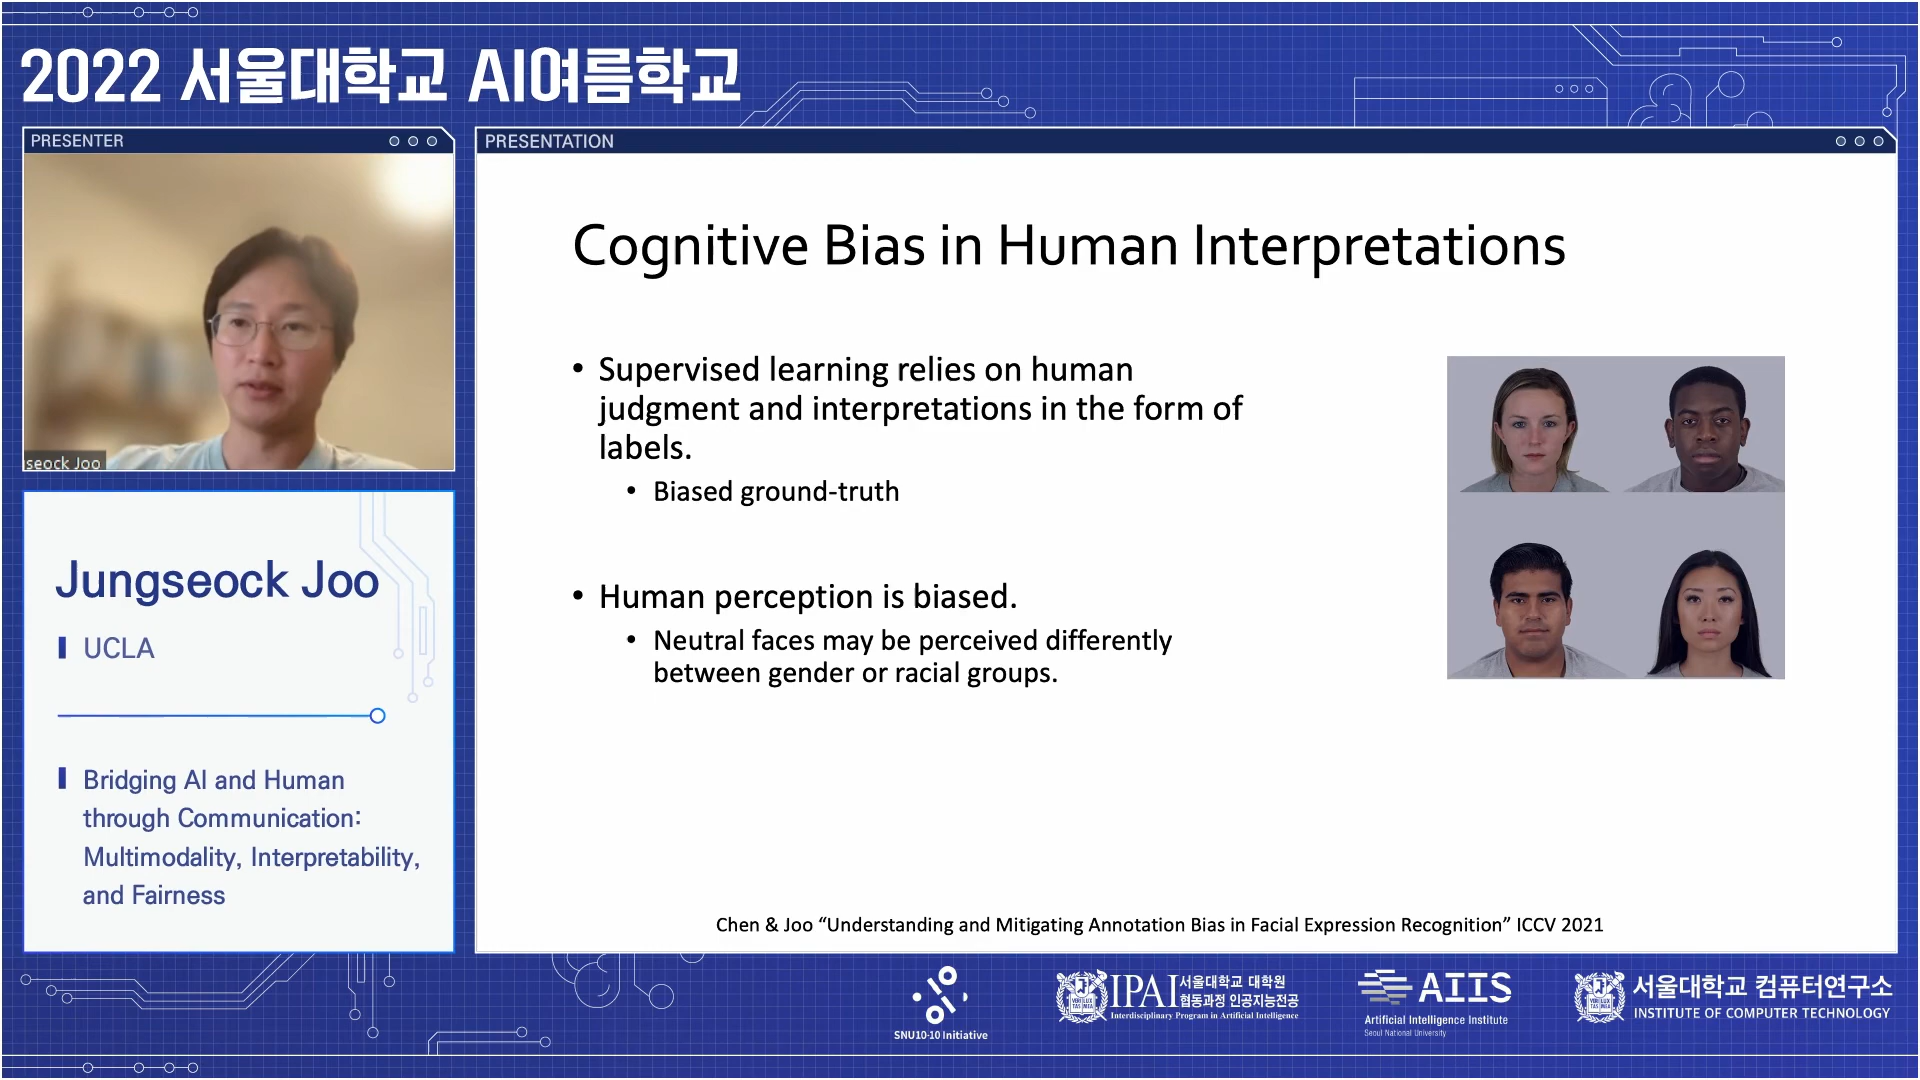 2022 서울대학교 AI여름학교
PRESENTER
seock Joo
Jungseock Joo
UCLA
Bridging AI and Human
through Communication:
Multimodality, Interpretability,
and Fairness
PRESENTATION
Cognitive Bias in Human Interpretations
• Supervised learning relies on human
judgment and interpretations in the form of
labels.
• Biased ground-truth
• Human perception is biased.
• Neutral faces may be perceived differently
between gender or racial groups.
Chen & Joo “Understanding and Mitigating Annotation Bias in Facial Expression Recognition” ICCV 2021
SNU10·10 Initiative
IPAI 서울대학교 대학원
협동과정 인공지능전공
Interdisciplinary Program in Artificial Intelligence
AIIS
Artificial Intelligence Institute
Seoul National University
서울대학교 컴퓨터연구소
INSTITUTE OF COMPUTER TECHNOLOGY